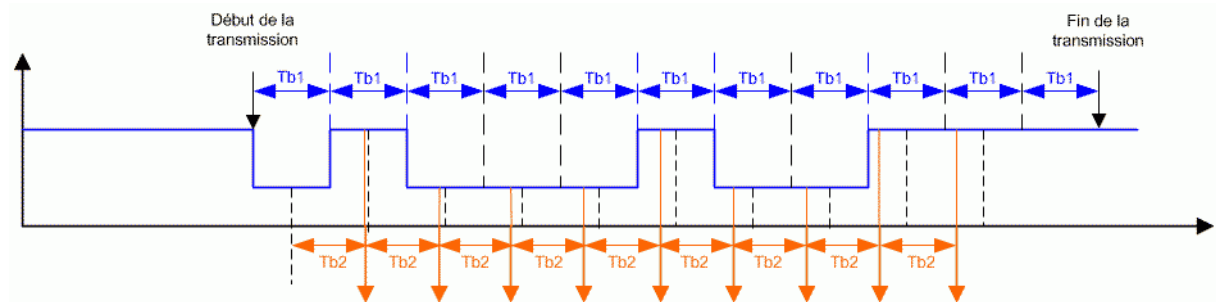 Début de la
transmission
Fin de la
transmission
Tb1 Tb1 Tb1 Tb1 Tb1 Tb1 Tb1 Tb1 Tb1 Tb1 Tb1
Tb2 Tb2 Tb2 Tb2 Tb2 Tb2 Tb2 Tb2 Tb2